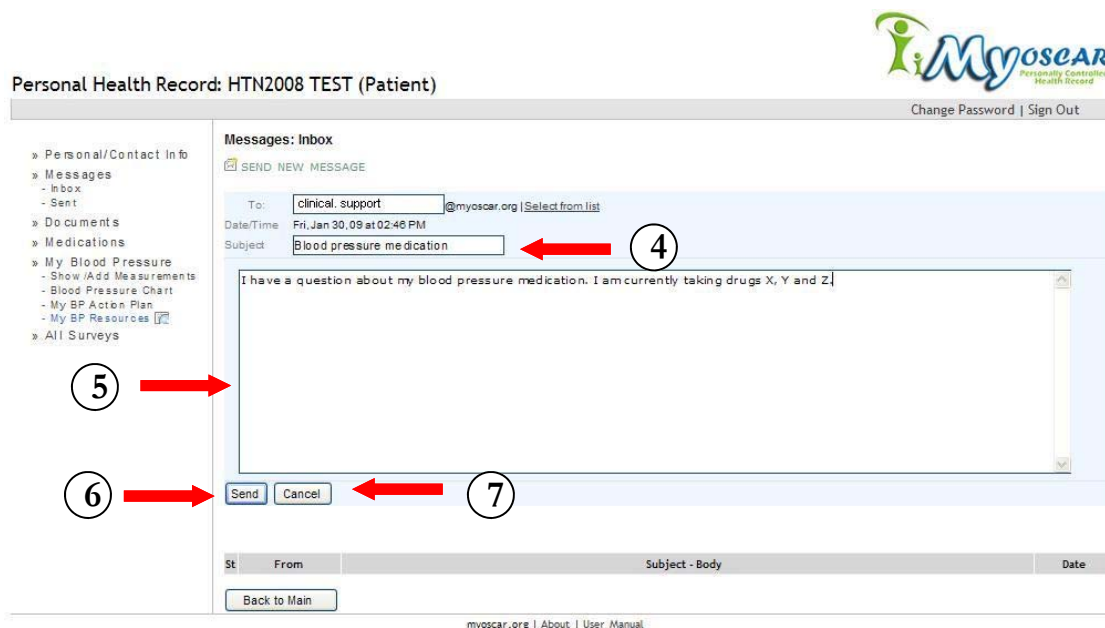 MyOSCAR
Personally Controlled
Health Record
Personal Health Record: HTN2008 TEST (Patient)
Change Password | Sign Out
» Personal/Contact Info
» Messages
- Inbox
- Sent
» Documents
» Medications
» My Blood Pressure
- Show/Add Measurements
- Blood Pressure Chart
- My BP Action Plan
- My BP Resources
» All Surveys
Messages: Inbox
SEND NEW MESSAGE
To: clinical. support @myoscar.org | Select from list
Date/Time Fri, Jan 30, 09 at 02:46 PM
Subject Blood pressure medication
4
I have a question about my blood pressure medication. I am currently taking drugs X, Y and Z.
5
6
Send Cancel
7
St From Subject - Body Date
Back to Main
myoscar.org | About | User Manual